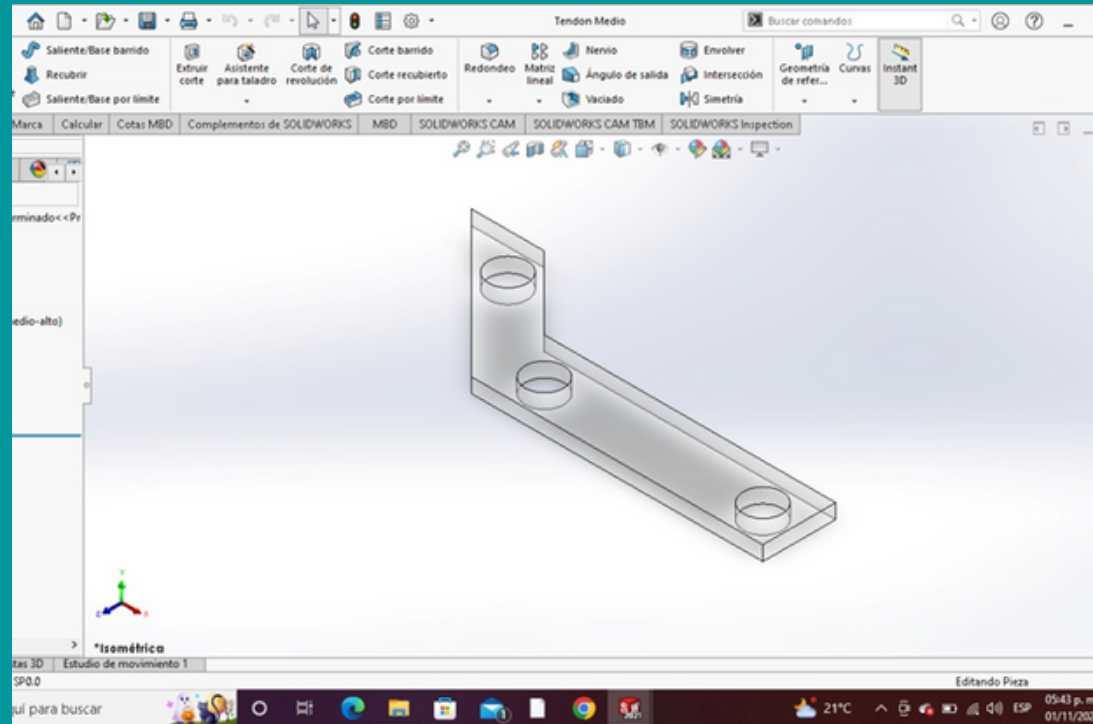 Tendon Medio
Buscar comandos
Saliente/Base barrido
Recubrir
Saliente/Base por límite
Extruir corte
Asistente para taladro
Corte de revolución
Corte barrido
Corte recubierto
Corte por límite
Redondeo
Matriz lineal
Nervio
Ángulo de salida
Vaciado
Envolver
Intersección
Simetría
Geometría de refer...
Curvas
Instant 3D
Marca
Calcular
Cotas MBD
Complementos de SOLIDWORKS
MBD
SOLIDWORKS CAM
SOLIDWORKS CAM TBM
SOLIDWORKS Inspection
rminado<<Pr
edio-alto)
Y
Z
X
*Isométrica
tas 3D
Estudio de movimiento 1
SP0.0
Editando Pieza
uí para buscar
21°C
ESP
05:43 p. m
01/11/202